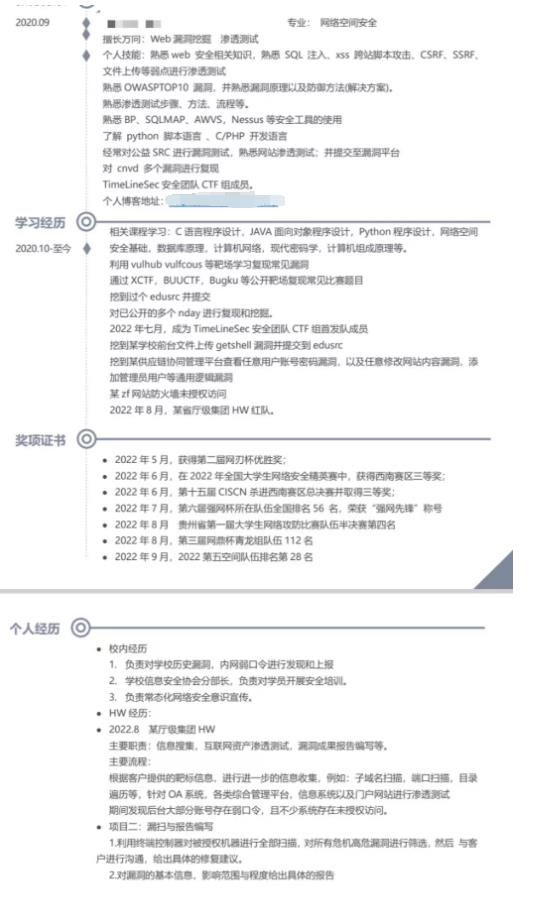 2020.09
专业： 网络空间安全
擅长方向：Web 漏洞挖掘 渗透测试
个人技能：熟悉 web 安全相关知识，熟悉 SQL 注入、xss 跨站脚本攻击、CSRF、SSRF、
文件上传等弱点进行渗透测试
熟悉 OWASPTOP10 漏洞，并熟悉漏洞原理以及防御方法(解决方案)。
熟悉渗透测试步骤、方法、流程等。
熟悉 BP、SQLMAP、AWVS，Nessus 等安全工具的使用
了解 python 脚本语言 、C/PHP 开发语言
经常对公益 SRC 进行漏洞测试，熟悉网站渗透测试；并提交至漏洞平台
对 cnvd 多个漏洞进行复现
TimeLineSec 安全团队 CTF 组成员。
个人博客地址：
学习经历
相关课程学习：C 语言程序设计，JAVA 面向对象程序设计，Python 程序设计，网络空间
2020.10-至今
安全基础，数据库原理，计算机网络，现代密码学，计算机组成原理等。
利用 vulhub vulfcous 等靶场学习复现常见漏洞
通过 XCTF，BUUCTF，Bugku 等公开靶场复现常见比赛题目
挖到过个 edusrc 并提交
对已公开的多个 nday 进行复现和挖掘。
2022 年七月，成为 TimeLineSec 安全团队 CTF 组首发队成员
挖到某学校前台文件上传 getshell 漏洞并提交到 edusrc
挖到某供应链协同管理平台查看任意用户账号密码漏洞，以及任意修改网站内容漏洞，添
加管理员用户等通用逻辑漏洞
某 zf 网站防火墙未授权访问
2022 年 8 月，某省厅级集团 HW 红队。
奖项证书
2022 年 5 月，获得第二届网刃杯优胜奖；
2022 年 6 月，在 2022 年全国大学生网络安全精英赛中，获得西南赛区三等奖；
2022 年 6 月，第十五届 CISCN 杀进西南赛区总决赛并取得三等奖；
2022 年 7 月，第六届强网杯所在队伍全国排名 56 名，荣获“强网先锋”称号
2022 年 8 月 贵州省第一届大学生网络攻防比赛队伍半决赛第四名
2022 年 8 月，第三届网鼎杯青龙组队伍 112 名
2022 年 9 月，2022 第五空间队伍排名第 28 名
个人经历
校内经历
1. 负责对学校历史漏洞，内网弱口令进行发现和上报
2. 学校信息安全协会分部长，负责对学员开展安全培训。
3. 负责常态化网络安全意识宣传。
HW 经历：
2022.8 某厅级集团 HW
主要职责：信息搜集，互联网资产渗透测试，漏洞成果报告编写等。
主要流程：
根据客户提供的靶标信息，进行进一步的信息收集，例如：子域名扫描，端口扫描，目录
遍历等，针对 OA 系统，各类综合管理平台，信息系统以及门户网站进行渗透测试
期间发现后台大部分账号存在弱口令，且不少系统存在未授权访问。
项目二：漏扫与报告编写
1.利用终端控制器对被授权机器进行全部扫描，对所有危机高危漏洞进行筛选，然后 与客
户进行沟通，给出具体的修复建议。
2.对漏洞的基本信息、影响范围与程度给出具体的报告